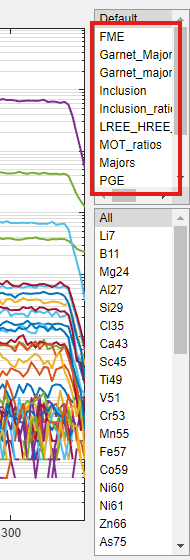 Default
FME
Garnet_Major
Garnet_major
Inclusion
Inclusion_rati
LREE_HREE_
MOT_ratios
Majors
PGE
All
Li7
B11
Mg24
Al27
Si29
Cl35
Ca43
Sc45
Ti49
V51
Cr53
Mn55
Fe57
Co59
Ni60
Ni61
Zn66
As75
300